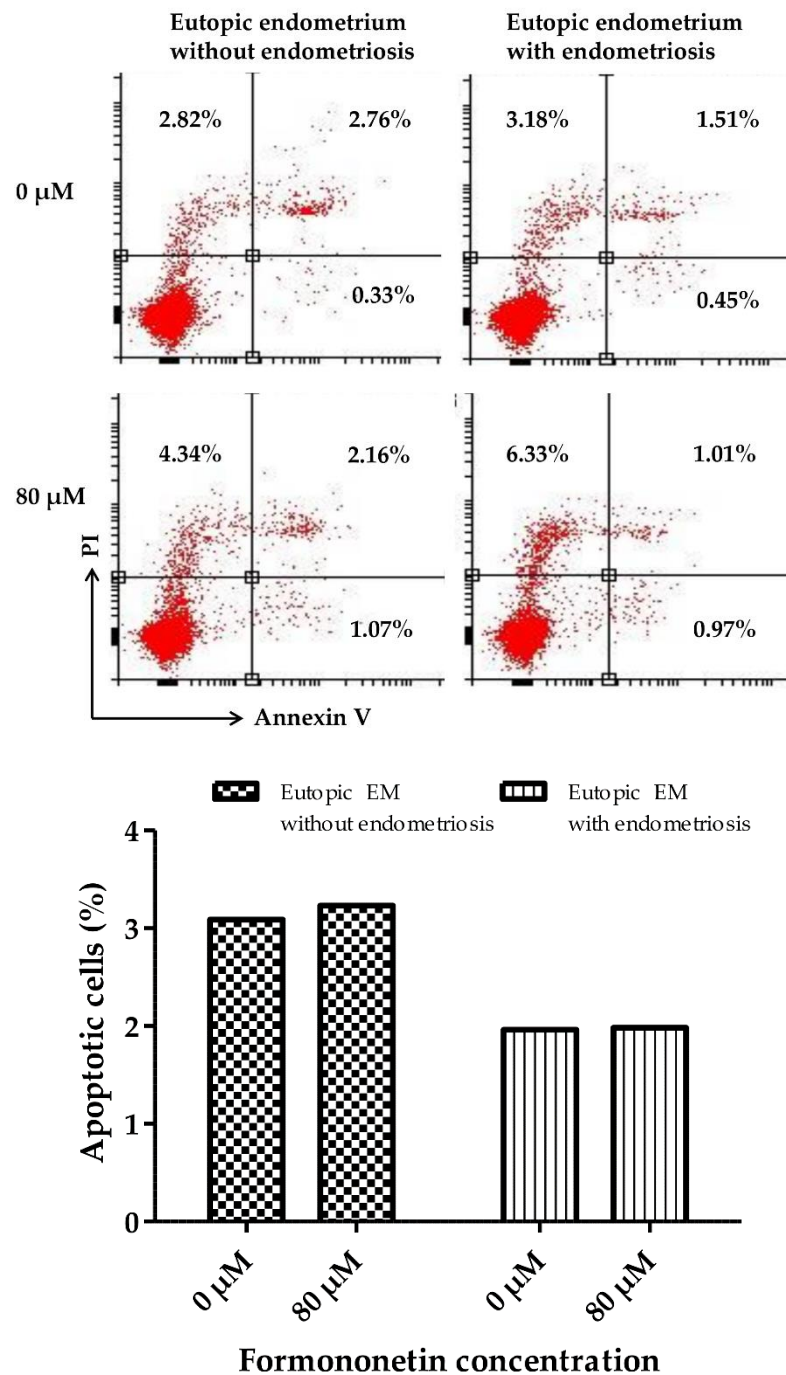 Eutopic endometrium
without endometriosis
Eutopic endometrium
with endometriosis
0 µM
2.82%
2.76%
0.33%
3.18%
1.51%
0.45%
80 µM
4.34%
2.16%
1.07%
6.33%
1.01%
0.97%
PI
Annexin V
Eutopic EM
without endometriosis
Eutopic EM
with endometriosis
Apoptotic cells (%)
4
3
2
1
0
0 µM
80 µM
0 µM
80 µM
Formononetin concentration